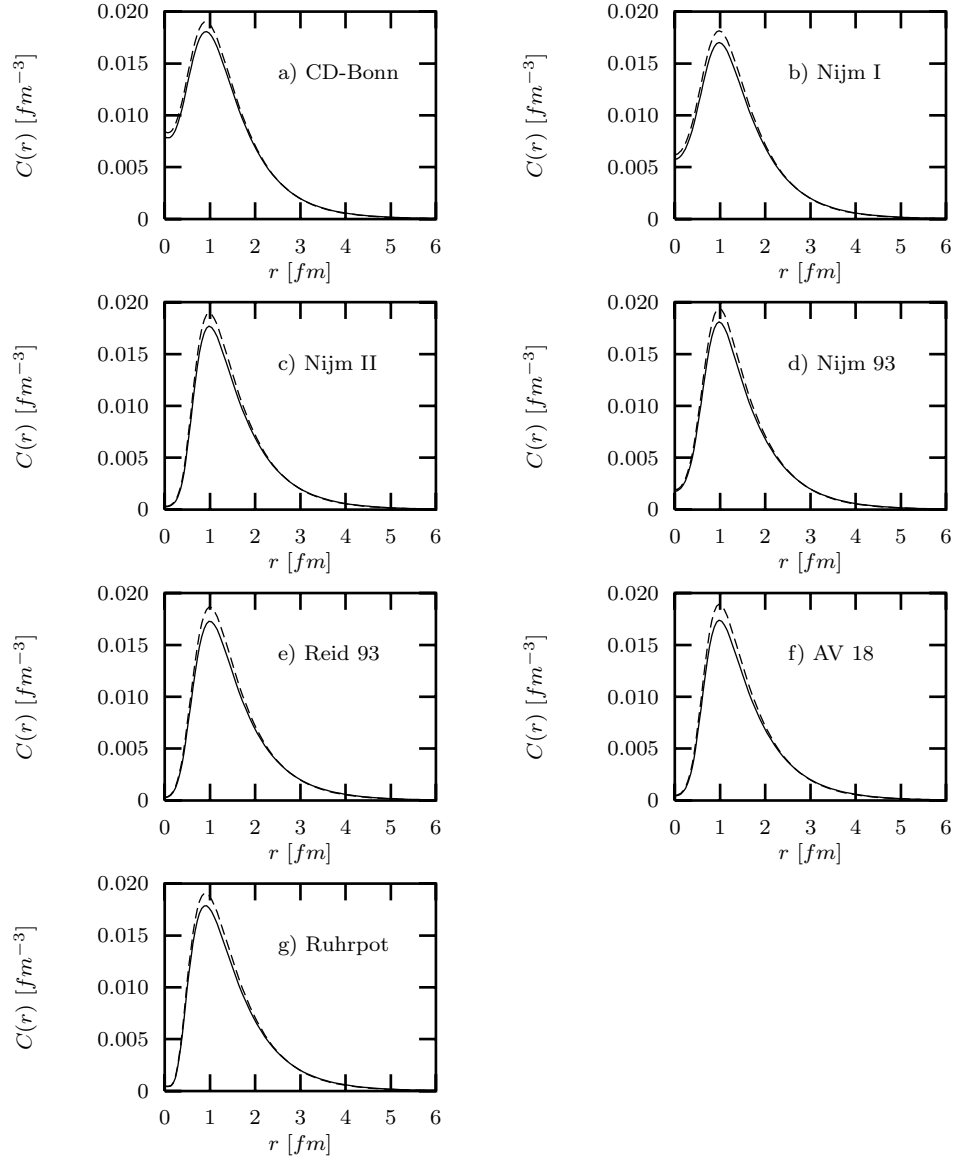 0.020
0.015
0.010
0.005
0
C(r) [fm⁻³]
a) CD-Bonn
0 1 2 3 4 5 6
r [fm]
0.020
0.015
0.010
0.005
0
C(r) [fm⁻³]
b) Nijm I
0 1 2 3 4 5 6
r [fm]
0.020
0.015
0.010
0.005
0
C(r) [fm⁻³]
c) Nijm II
0 1 2 3 4 5 6
r [fm]
0.020
0.015
0.010
0.005
0
C(r) [fm⁻³]
d) Nijm 93
0 1 2 3 4 5 6
r [fm]
0.020
0.015
0.010
0.005
0
C(r) [fm⁻³]
e) Reid 93
0 1 2 3 4 5 6
r [fm]
0.020
0.015
0.010
0.005
0
C(r) [fm⁻³]
f) AV 18
0 1 2 3 4 5 6
r [fm]
0.020
0.015
0.010
0.005
0
C(r) [fm⁻³]
g) Ruhrpot
0 1 2 3 4 5 6
r [fm]